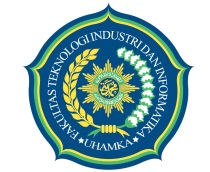 FAKULTAS TEKNOLOGI INDUSTRI DAN INFORMATIKA
UHAMKA